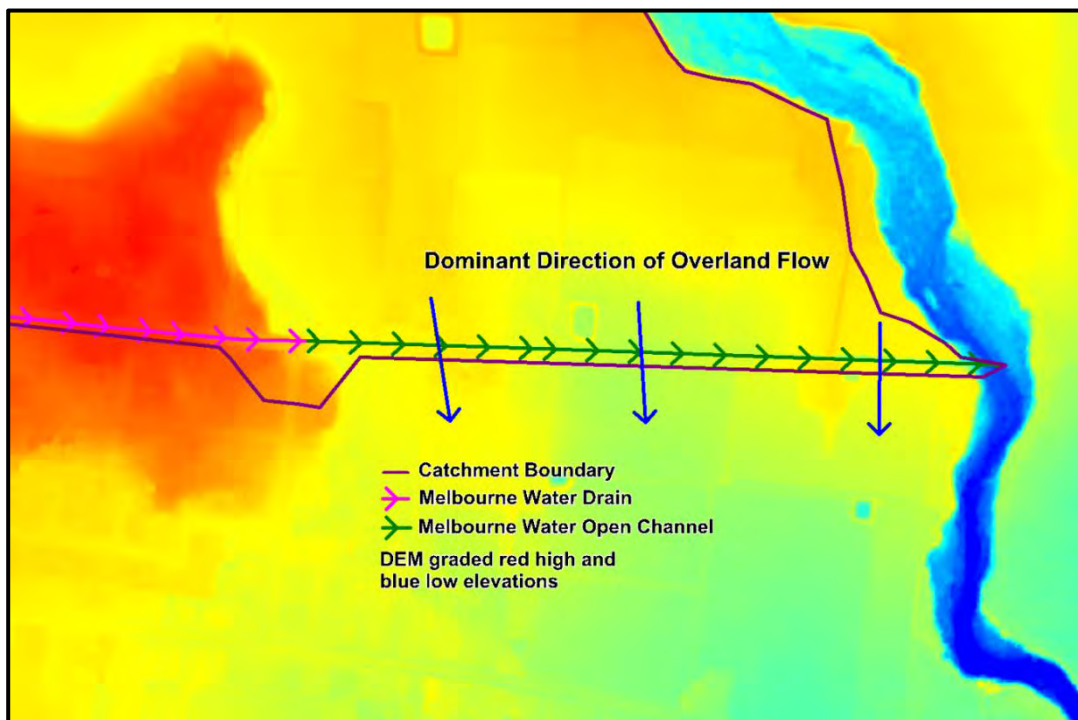 Dominant Direction of Overland Flow
Catchment Boundary
Melbourne Water Drain
Melbourne Water Open Channel
DEM graded red high and
blue low elevations